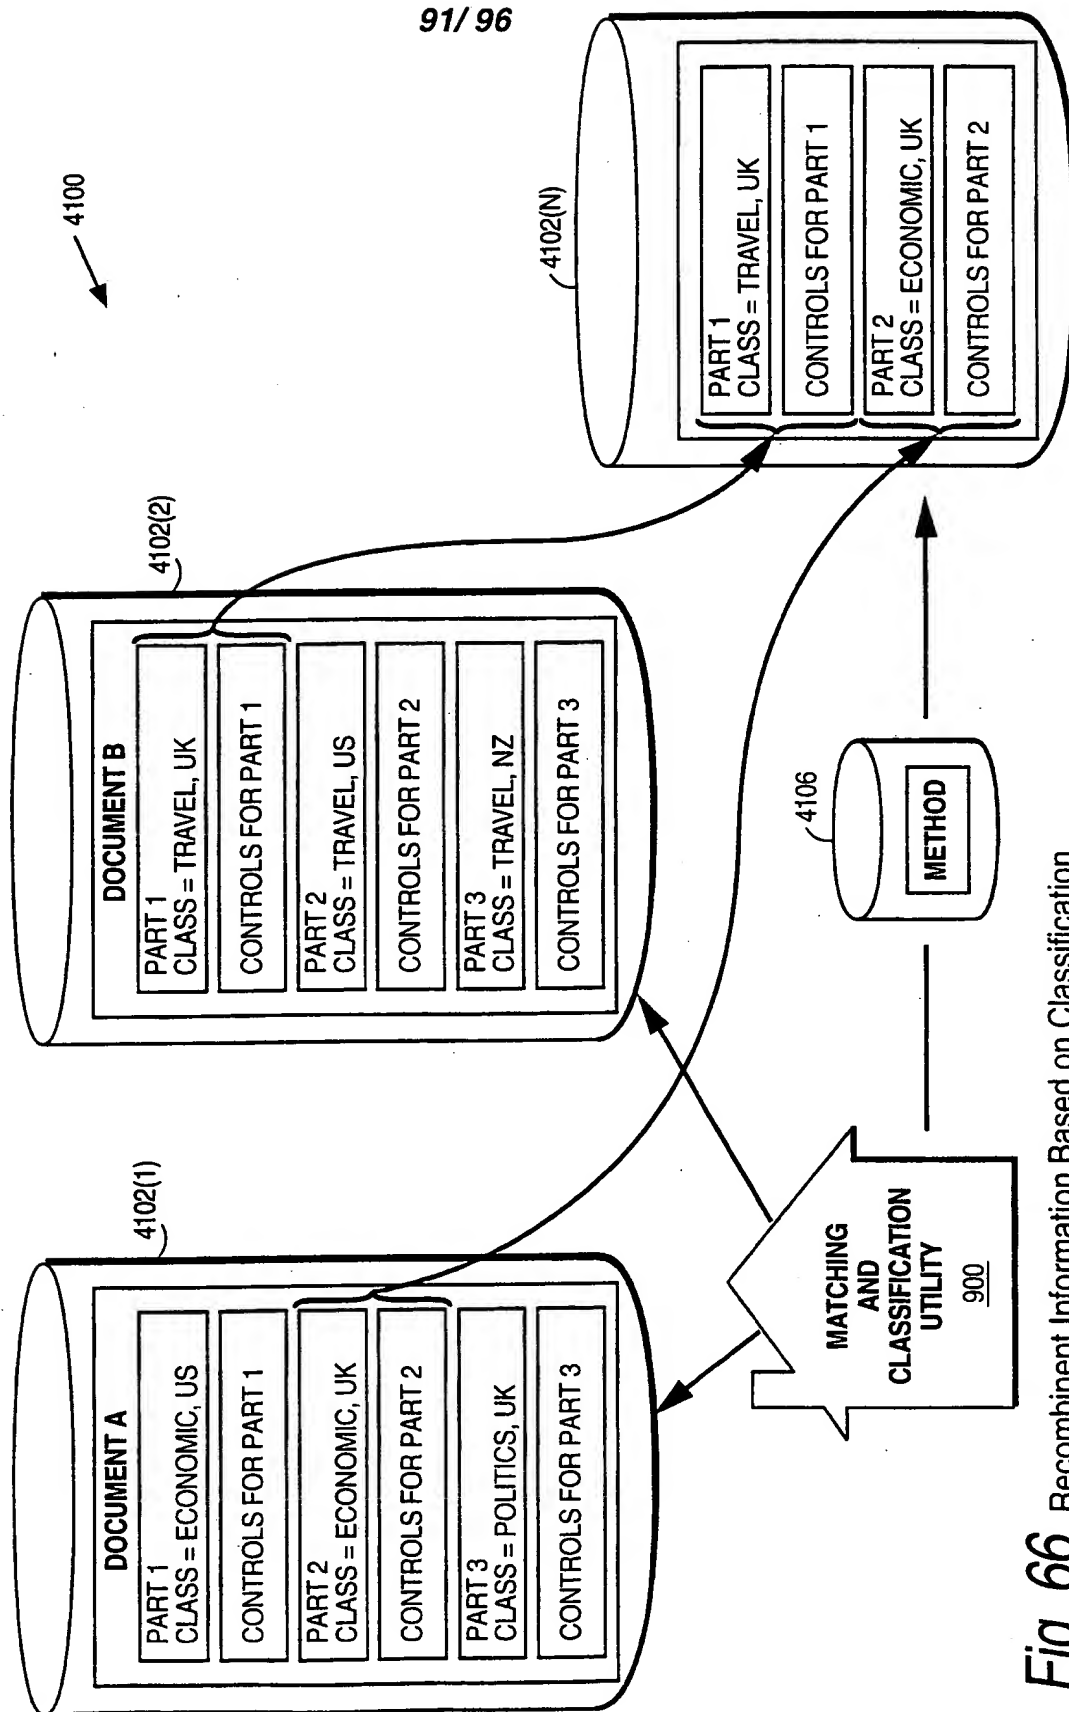 91/96
4100
4102(1)
DOCUMENT A
PART 1
CLASS = ECONOMIC, US
CONTROLS FOR PART 1
PART 2
CLASS = ECONOMIC, UK
CONTROLS FOR PART 2
PART 3
CLASS = POLITICS, UK
CONTROLS FOR PART 3
4102(2)
DOCUMENT B
PART 1
CLASS = TRAVEL, UK
CONTROLS FOR PART 1
PART 2
CLASS = TRAVEL, US
CONTROLS FOR PART 2
PART 3
CLASS = TRAVEL, NZ
CONTROLS FOR PART 3
4102(N)
PART 1
CLASS = TRAVEL, UK
CONTROLS FOR PART 1
PART 2
CLASS = ECONOMIC, UK
CONTROLS FOR PART 2
MATCHING
AND
CLASSIFICATION
UTILITY
900
4106
METHOD
Fig. 66 Recombinent Information Based on Classification